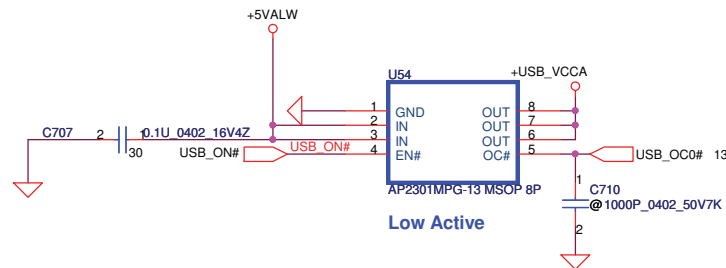 +5VALW
U54
+USB_VCCA
1 GND OUT 8
2 IN OUT 7
3 IN OUT 6
4 EN# OC# 5
C707 2 1 0.1U_0402_16V4Z
30
USB_ON# USB_ON#
USB_OC0# 13
AP2301MPG-13 MSOP 8P
Low Active
1
C710
@ 1000P_0402_50V7K
2